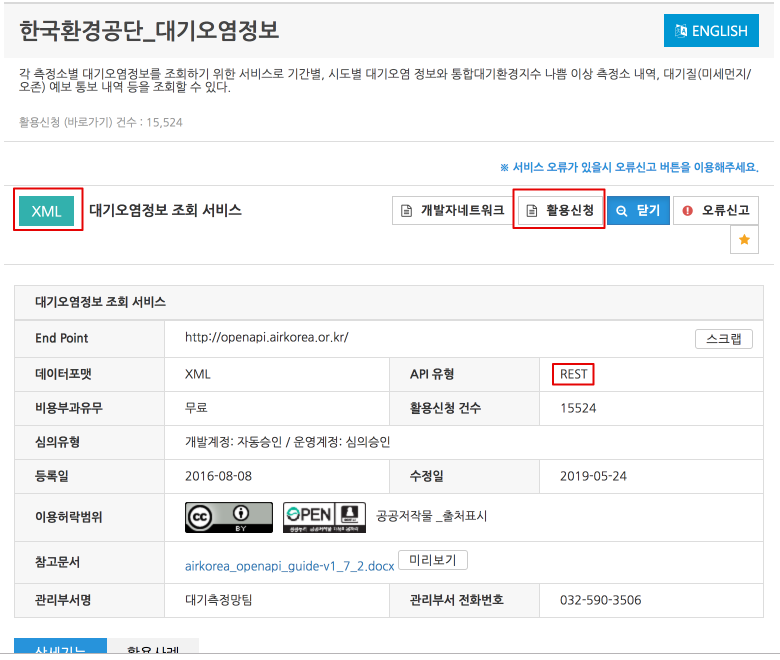 한국환경공단_대기오염정보
ENGLISH
각 측정소별 대기오염정보를 조회하기 위한 서비스로 기간별, 시도별 대기오염 정보와 통합대기환경지수 나쁨 이상 측정소 내역, 대기질(미세먼지/
오존) 예보 통보 내역 등을 조회할 수 있다.
활용신청 (바로가기) 건수 : 15,524
※ 서비스 오류가 있을시 오류신고 버튼을 이용해주세요.
XML 대기오염정보 조회 서비스 개발자네트워크 활용신청 닫기 오류신고
대기오염정보 조회 서비스
End Point http://openapi.airkorea.or.kr/ 스크랩
데이터포맷 XML API 유형 REST
비용부과유무 무료 활용신청 건수 15524
심의유형 개발계정: 자동승인 / 운영계정: 심의승인
등록일 2016-08-08 수정일 2019-05-24
이용허락범위 cc BY OPEN 공공저작물 _출처표시
참고문서 airkorea_openapi_guide-v1_7_2.docx 미리보기
관리부서명 대기측정망팀 관리부서 전화번호 032-590-3506
상세기능 활용사례